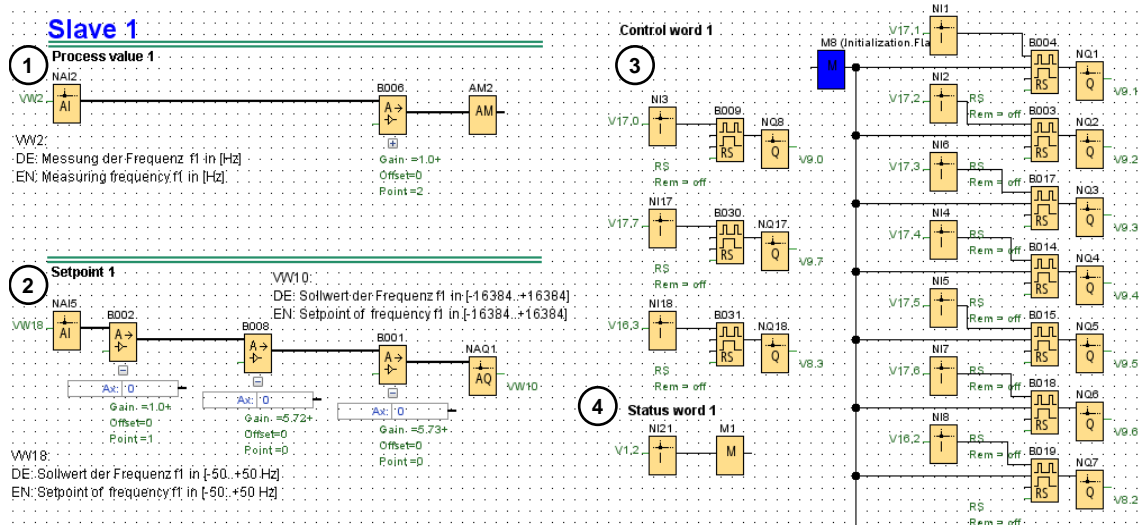 Slave 1
1
Process value 1
NAI2
VW2
AI
B006
A→
AM2
AM
Gain =1.0+
Offset=0
Point=2
VW2:
DE: Messung der Frequenz f1 in [Hz]
EN: Measuring frequency f1 in [Hz]
2
Setpoint 1
VW10:
DE: Sollwert der Frequenz f1 in [-16384..+16384]
EN: Setpoint of frequency f1 in [-16384..+16384]
NAI5
VW18
AI
B002
A→
Ax: 0
Gain =1.0+
Offset=0
Point=1
B008
A→
Ax: 0
Gain =5.72+
Offset=0
Point=0
B001
A→
Ax: 0
Gain =5.73+
Offset=0
Point=0
NAQ1
AQ
VW10
VW18:
DE: Sollwert der Frequenz f1 in [-50..+50 Hz]
EN: Setpoint of frequency f1 in [-50..+50 Hz]
Control word 1
3
NI3
V17.0
I
B009
RS
NQ8
Q
V9.0
RS
Rem = off
NI17
V17.7
I
B030
RS
NQ17
Q
V9.7
RS
Rem = off
NI18
V16.3
I
B031
RS
NQ18
Q
V8.3
RS
Rem = off
4
Status word 1
NI21
V1.2
I
M1
M
M8 (Initialization Fla
M
NI1
V17.1
I
B004
RS
NQ1
Q
V9.1
RS
Rem = off
NI2
V17.2
I
B003
RS
NQ2
Q
V9.2
RS
Rem = off
NI6
V17.3
I
B017
RS
NQ3
Q
V9.3
RS
Rem = off
NI4
V17.4
I
B014
RS
NQ4
Q
V9.4
RS
Rem = off
NI5
V17.5
I
B015
RS
NQ5
Q
V9.5
RS
Rem = off
NI7
V17.6
I
B018
RS
NQ6
Q
V9.6
RS
Rem = off
NI8
V16.2
I
B019
RS
NQ7
Q
V8.2
RS
Rem = off